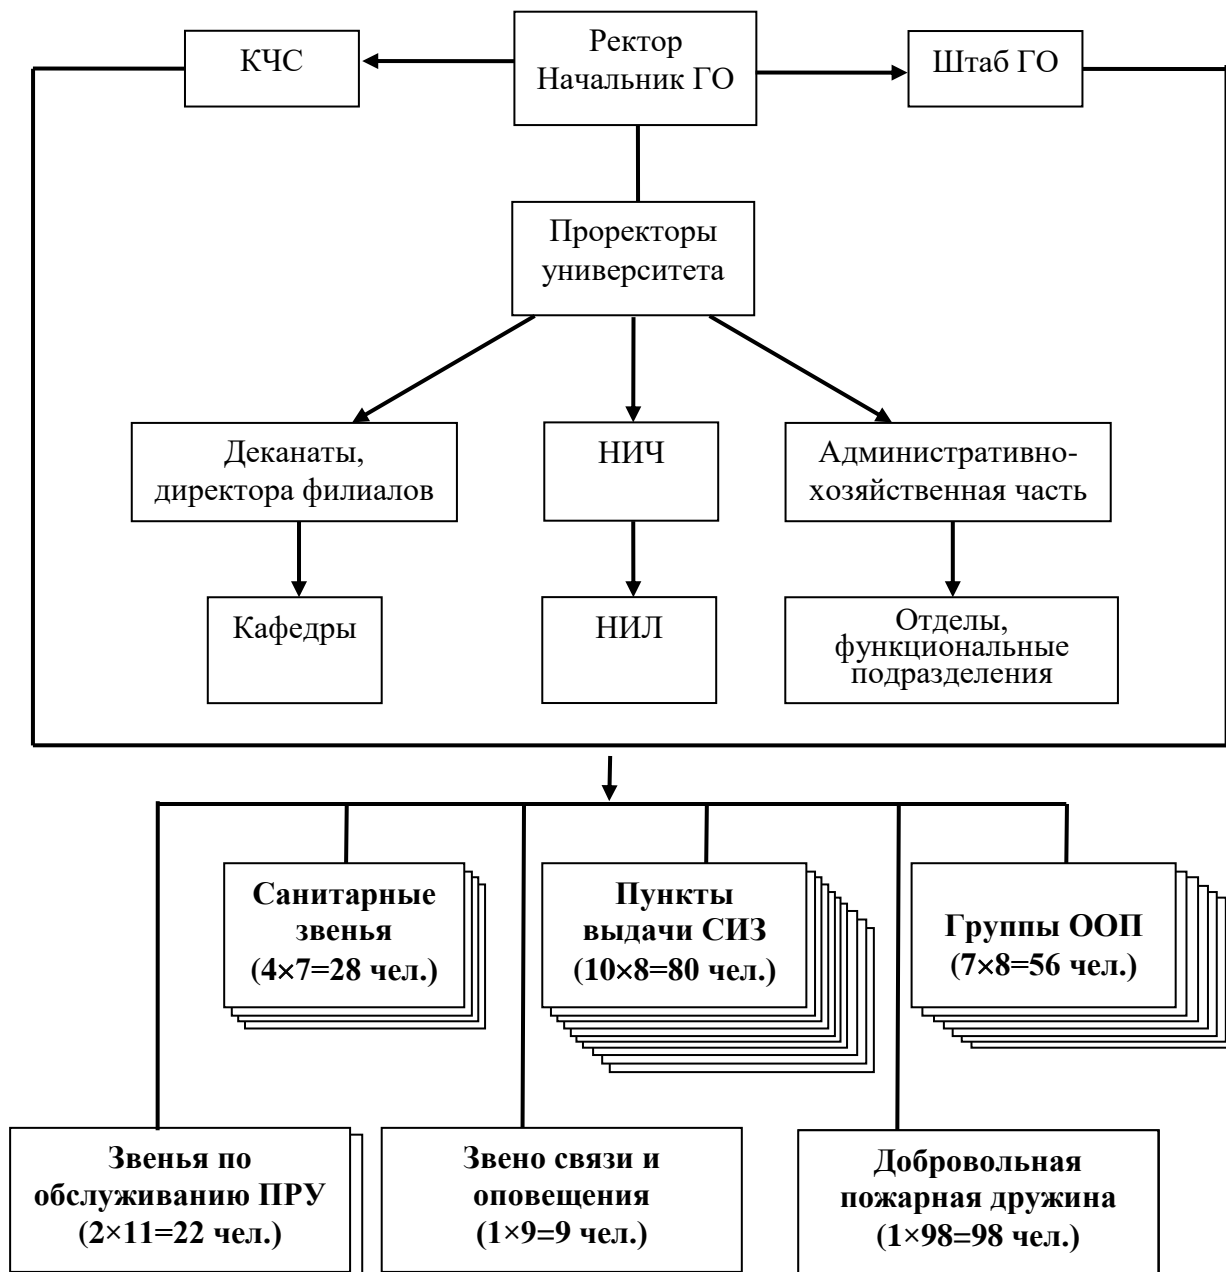 КЧС
Ректор
Начальник ГО
Штаб ГО
Проректоры
университета
Деканаты,
директора филиалов
НИЧ
Административно-
хозяйственная часть
Кафедры
НИЛ
Отделы,
функциональные
подразделения
Санитарные
звенья
(4×7=28 чел.)
Пункты
выдачи СИЗ
(10×8=80 чел.)
Группы ООП
(7×8=56 чел.)
Звенья по
обслуживанию ПРУ
(2×11=22 чел.)
Звено связи и
оповещения
(1×9=9 чел.)
Добровольная
пожарная дружина
(1×98=98 чел.)